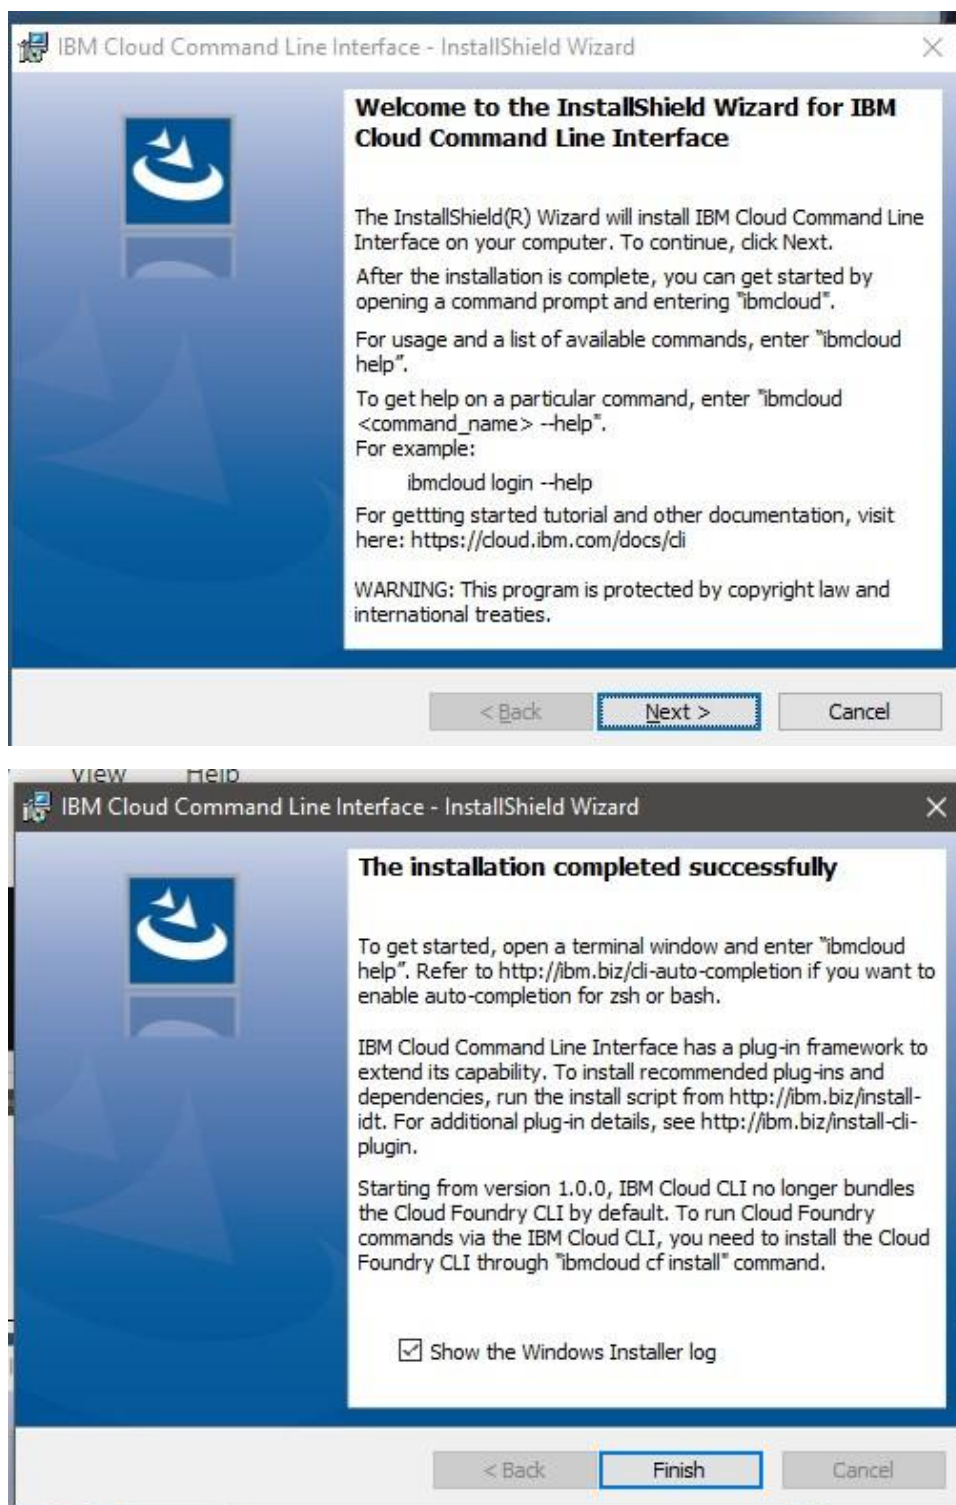 IBM Cloud Command Line Interface - InstallShield Wizard
Welcome to the InstallShield Wizard for IBM
Cloud Command Line Interface
The InstallShield(R) Wizard will install IBM Cloud Command Line
Interface on your computer. To continue, click Next.
After the installation is complete, you can get started by
opening a command prompt and entering "ibmcloud".
For usage and a list of available commands, enter “ibmcloud
help”.
To get help on a particular command, enter "ibmcloud
<command_name> --help".
For example:
ibmcloud login --help
For gettting started tutorial and other documentation, visit
here: https://cloud.ibm.com/docs/cli
WARNING: This program is protected by copyright law and
international treaties.
< Back
Next >
Cancel
View Help
IBM Cloud Command Line Interface - InstallShield Wizard
The installation completed successfully
To get started, open a terminal window and enter “ibmcloud
help”. Refer to http://ibm.biz/cli-auto-completion if you want to
enable auto-completion for zsh or bash.
IBM Cloud Command Line Interface has a plug-in framework to
extend its capability. To install recommended plug-ins and
dependencies, run the install script from http://ibm.biz/install-
idt. For additional plug-in details, see http://ibm.biz/install-cli-
plugin.
Starting from version 1.0.0, IBM Cloud CLI no longer bundles
the Cloud Foundry CLI by default. To run Cloud Foundry
commands via the IBM Cloud CLI, you need to install the Cloud
Foundry CLI through "ibmcloud cf install" command.
Show the Windows Installer log
< Back
Finish
Cancel